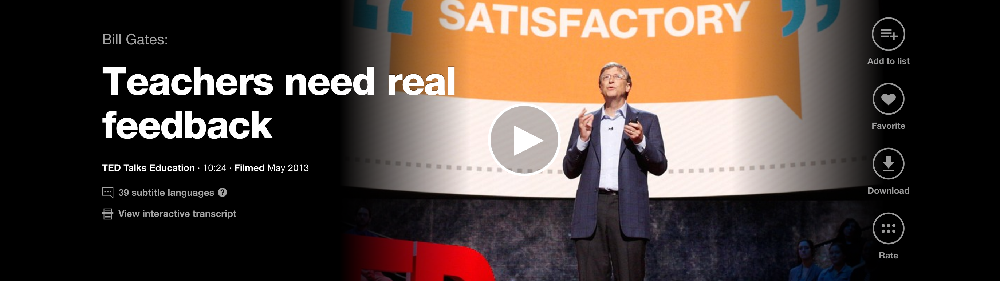 “ SATISFACTORY ”
Bill Gates:
Teachers need real
feedback
TED Talks Education · 10:24 · Filmed May 2013
39 subtitle languages ?
View interactive transcript
Add to list
Favorite
Download
Rate
TED